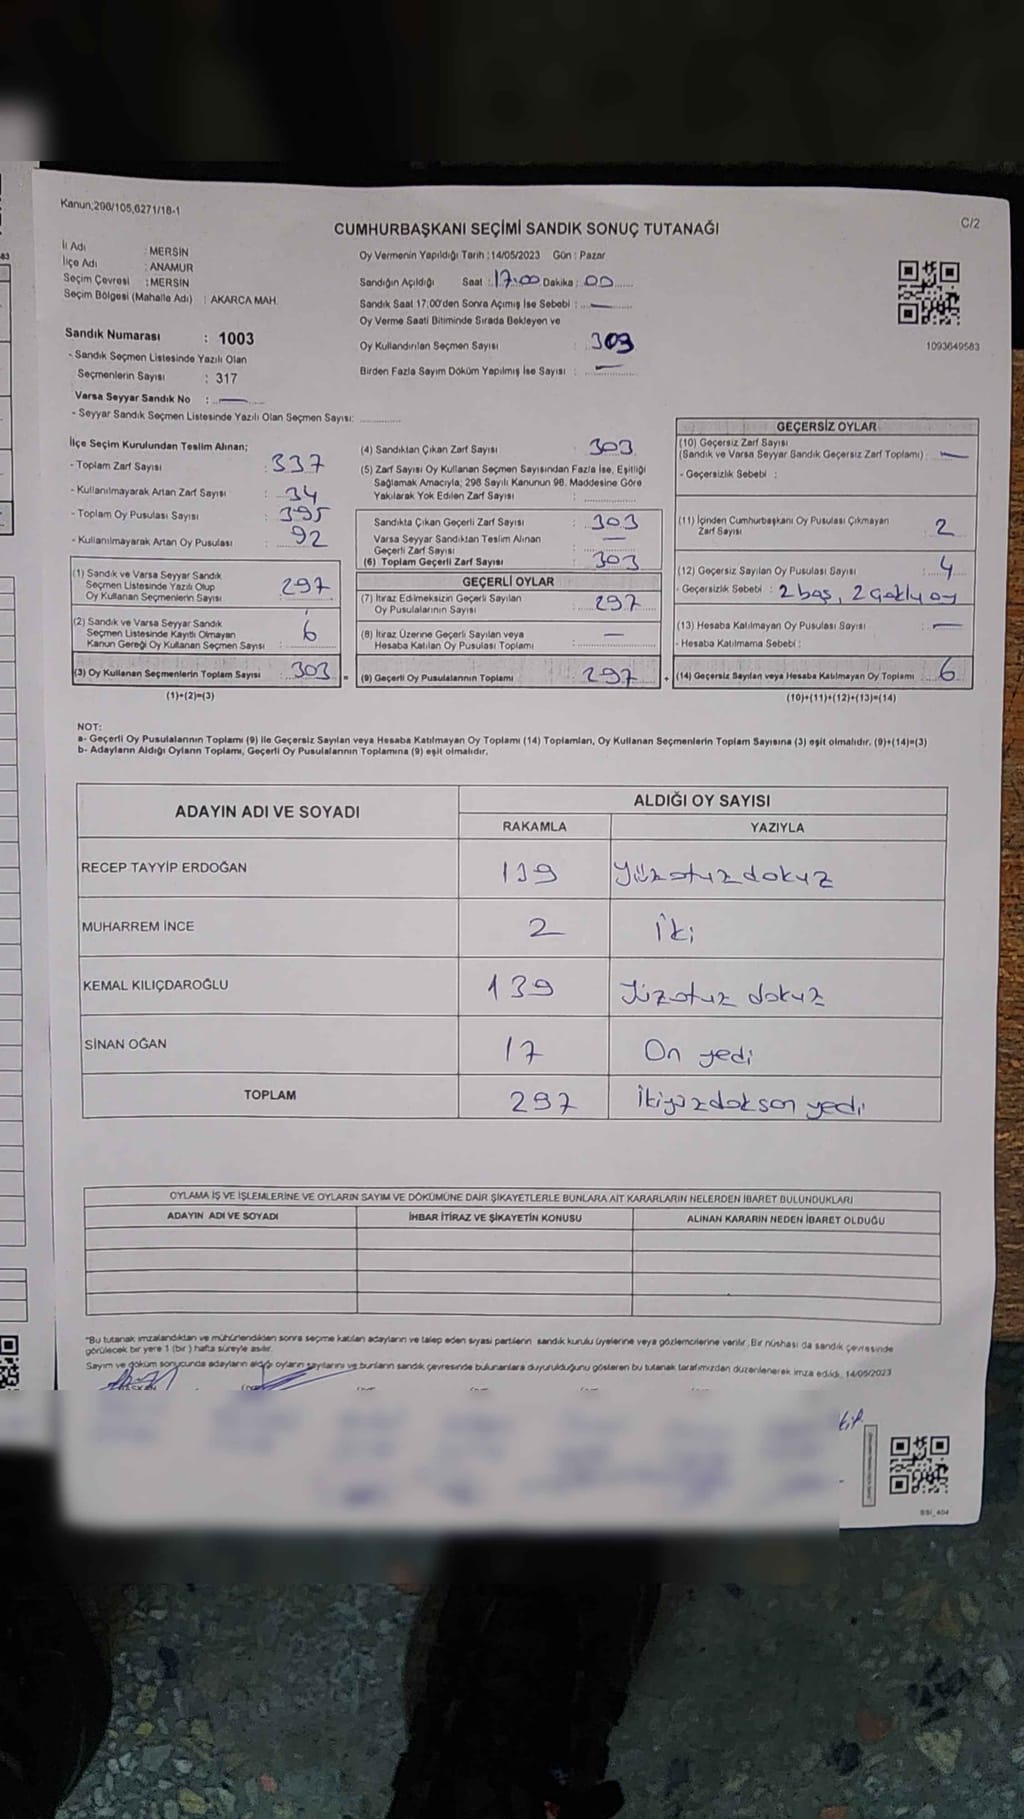 Kanun;298/105,6271/18-1
C/2
CUMHURBAŞKANI SEÇİMİ SANDIK SONUÇ TUTANAĞI
İl Adı : MERSİN
İlçe Adı : ANAMUR
Seçim Çevresi : MERSİN
Seçim Bölgesi (Mahalle Adı) : AKARCA MAH.
Oy Vermenin Yapıldığı Tarih : 14/05/2023 Gün : Pazar
Sandığın Açıldığı Saat : 17:00 Dakika : 00
Sandık Saat 17.00'den Sonra Açımış İse Sebebi : —
Oy Verme Saati Bitiminde Sırada Bekleyen ve
Oy Kullandırılan Seçmen Sayısı : 303
Birden Fazla Sayım Döküm Yapılmış İse Sayısı : —
1093649583
Sandık Numarası : 1003
- Sandık Seçmen Listesinde Yazılı Olan
Seçmenlerin Sayısı : 317
Varsa Seyyar Sandık No : —
- Seyyar Sandık Seçmen Listesinde Yazılı Olan Seçmen Sayısı:
İlçe Seçim Kurulundan Teslim Alınan;
- Toplam Zarf Sayısı : 337
- Kullanılmayarak Artan Zarf Sayısı : 34
- Toplam Oy Pusulası Sayısı : 395
- Kullanılmayarak Artan Oy Pusulası : 92
(1) Sandık ve Varsa Seyyar Sandık
Seçmen Listesinde Yazılı Olup
Oy Kullanan Seçmenlerin Sayısı : 297
(2) Sandık ve Varsa Seyyar Sandık
Seçmen Listesinde Kayıtlı Olmayan
Kanun Gereği Oy Kullanan Seçmen Sayısı : 6
(3) Oy Kullanan Seçmenlerin Toplam Sayısı : 303 =
(1)+(2)=(3)
(4) Sandıktan Çıkan Zarf Sayısı : 303
(5) Zarf Sayısı Oy Kullanan Seçmen Sayısından Fazla İse, Eşitliği
Sağlamak Amacıyla; 298 Sayılı Kanunun 98. Maddesine Göre
Yakılarak Yok Edilen Zarf Sayısı :
Sandıkta Çıkan Geçerli Zarf Sayısı : 303
Varsa Seyyar Sandıktan Teslim Alınan
Geçerli Zarf Sayısı : —
(6) Toplam Geçerli Zarf Sayısı : 303
GEÇERLİ OYLAR
(7) İtiraz Edilmeksizin Geçerli Sayılan
Oy Pusulalarının Sayısı : 297
(8) İtiraz Üzerine Geçerli Sayılan veya
Hesaba Katılan Oy Pusulası Toplamı : —
(9) Geçerli Oy Pusulalarının Toplamı : 297 +
GEÇERSİZ OYLAR
(10) Geçersiz Zarf Sayısı
(Sandık ve Varsa Seyyar Sandık Geçersiz Zarf Toplamı) : —
- Geçersizlik Sebebi :
(11) İçinden Cumhurbaşkanı Oy Pusulası Çıkmayan
Zarf Sayısı : 2
(12) Geçersiz Sayılan Oy Pusulası Sayısı : 4
- Geçersizlik Sebebi : 2 boş, 2 çoklu oy
(13) Hesaba Katılmayan Oy Pusulası Sayısı : —
- Hesaba Katılmama Sebebi :
(14) Geçersiz Sayılan veya Hesaba Katılmayan Oy Toplamı : 6
(10)+(11)+(12)+(13)=(14)
NOT:
a- Geçerli Oy Pusulalarının Toplamı (9) ile Geçersiz Sayılan veya Hesaba Katılmayan Oy Toplamı (14) Toplamları, Oy Kullanan Seçmenlerin Toplam Sayısına (3) eşit olmalıdır. (9)+(14)=(3)
b- Adayların Aldığı Oyların Toplamı, Geçerli Oy Pusulalarının Toplamına (9) eşit olmalıdır.
ADAYIN ADI VE SOYADI ALDIĞI OY SAYISI
RAKAMLA YAZIYLA
RECEP TAYYİP ERDOĞAN 139 Yüzotuzdokuz
MUHARREM İNCE 2 İki
KEMAL KILIÇDAROĞLU 139 Yüzotuz dokuz
SİNAN OĞAN 17 On yedi
TOPLAM 297 İkiyüzdoksan yedi
OYLAMA İŞ VE İŞLEMLERİNE VE OYLARIN SAYIM VE DÖKÜMÜNE DAİR ŞİKAYETLERLE BUNLARA AİT KARARLARIN NELERDEN İBARET BULUNDUKLARI
ADAYIN ADI VE SOYADI İHBAR İTİRAZ VE ŞİKAYETİN KONUSU ALINAN KARARIN NEDEN İBARET OLDUĞU
"Bu tutanak imzalandıktan ve mühürlendikten sonra seçime katılan adayların ve talep eden siyasi partilerin sandık kurulu üyelerine veya gözlemcilerine verilir. Bir nüshası da sandık çevresinde
görülecek bir yere 1 (bir ) hafta süreyle asılır.
Sayım ve döküm sonucunda adayların aldığı oyların sayılarını ve bunların sandık çevresinde bulunanlara duyurulduğunu gösteren bu tutanak tarafımızdan düzenlenerek imza edildi. 14/05/2023